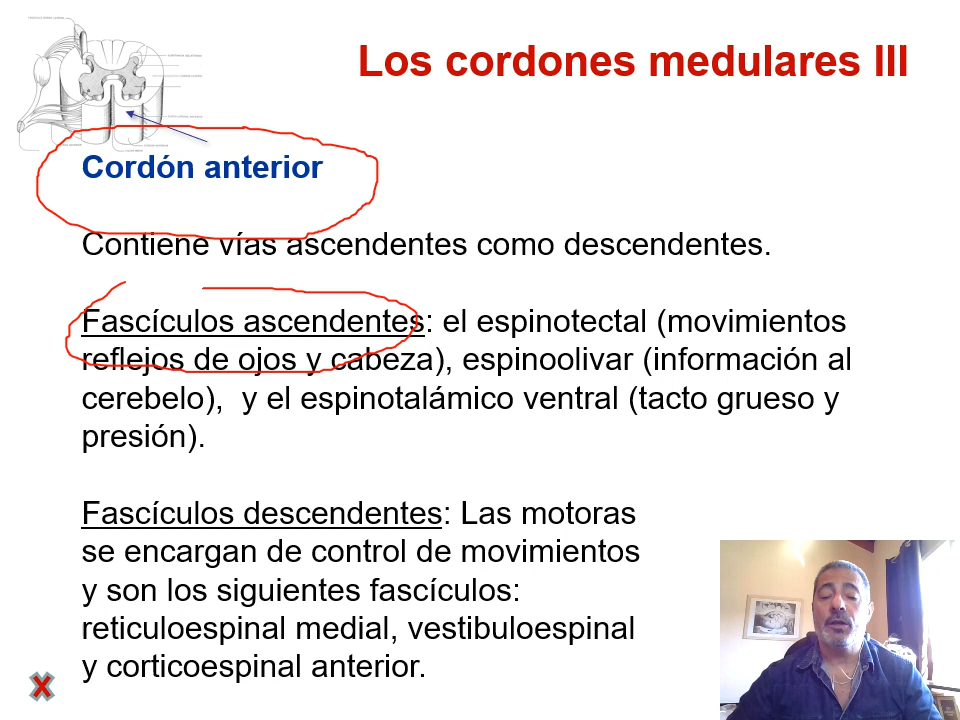 Los cordones medulares III
Cordón anterior
Contiene vías ascendentes como descendentes.
Fascículos ascendentes: el espinotectal (movimientos
reflejos de ojos y cabeza), espinoolivar (información al
cerebelo),  y el espinotalámico ventral (tacto grueso y
presión).
Fascículos descendentes: Las motoras
se encargan de control de movimientos
y son los siguientes fascículos:
reticuloespinal medial, vestibuloespinal
y corticoespinal anterior.